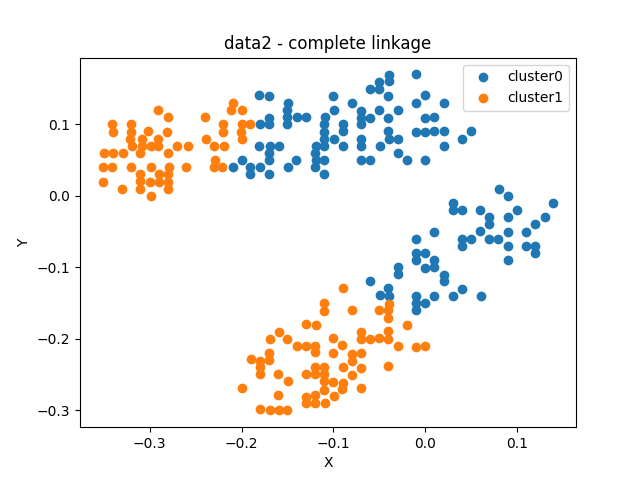 data2 - complete linkage
cluster0
cluster1
Y
0.1
0.0
−0.1
−0.2
−0.3
−0.3 −0.2 −0.1 0.0 0.1
X